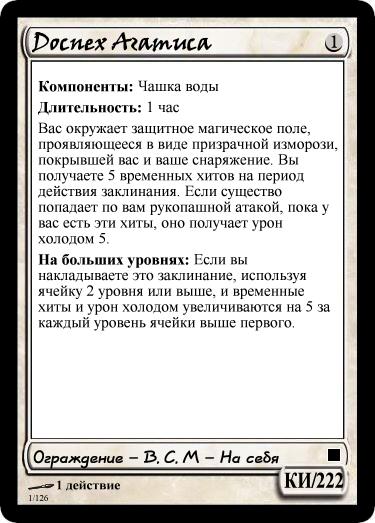 Доспех Агатиса
1
Компоненты: Чашка воды
Длительность: 1 час
Вас окружает защитное магическое поле,
проявляющееся в виде призрачной изморози,
покрывшей вас и ваше снаряжение. Вы
получаете 5 временных хитов на период
действия заклинания. Если существо
попадает по вам рукопашной атакой, пока у
вас есть эти хиты, оно получает урон
холодом 5.
На больших уровнях: Если вы
накладываете это заклинание, используя
ячейку 2 уровня или выше, и временные
хиты и урон холодом увеличиваются на 5 за
каждый уровень ячейки выше первого.
Ограждение – В, С, М – На себя
КИ/222
1 действие
1/126